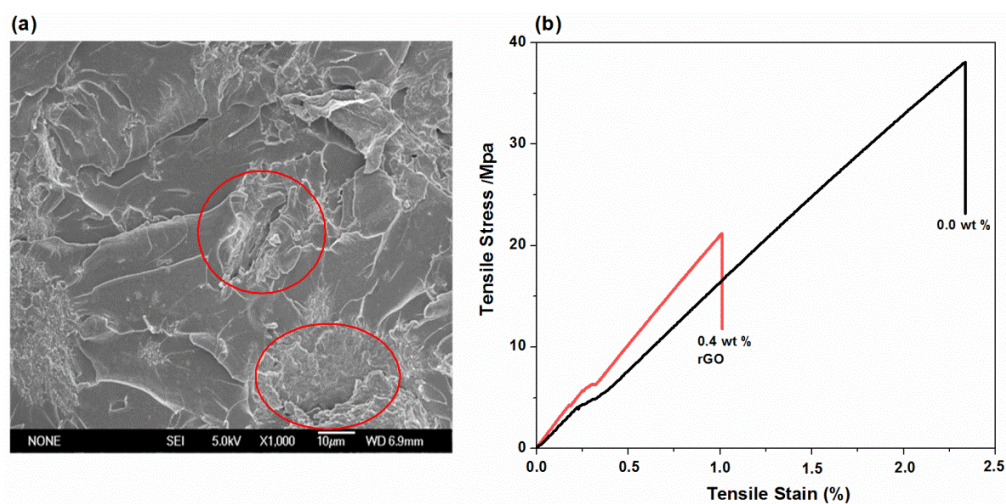 (a)
NONE SEI 5.0kV X1,000 10µm WD 6.9mm
(b)
40
30
20
10
0
0.0 0.5 1.0 1.5 2.0 2.5
Tensile Stress /Mpa
Tensile Stain (%)
0.0 wt %
0.4 wt %
rGO